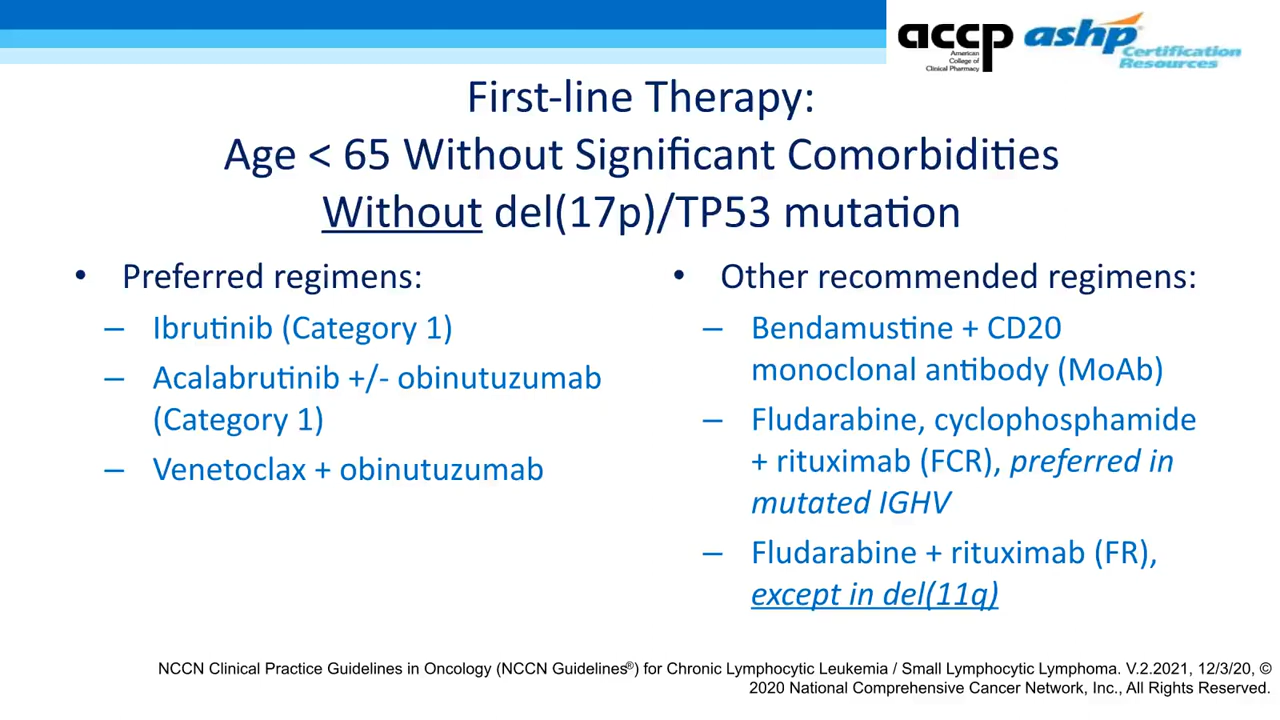 accp
American
College of
Clinical Pharmacy
ashp
Certification
Resources
First-line Therapy:
Age < 65 Without Significant Comorbidities
Without del(17p)/TP53 mutation
• Preferred regimens:
– Ibrutinib (Category 1)
– Acalabrutinib +/- obinutuzumab
(Category 1)
– Venetoclax + obinutuzumab
• Other recommended regimens:
– Bendamustine + CD20
monoclonal antibody (MoAb)
– Fludarabine, cyclophosphamide
+ rituximab (FCR), preferred in
mutated IGHV
– Fludarabine + rituximab (FR),
except in del(11q)
NCCN Clinical Practice Guidelines in Oncology (NCCN Guidelines®) for Chronic Lymphocytic Leukemia / Small Lymphocytic Lymphoma. V.2.2021, 12/3/20, ©
2020 National Comprehensive Cancer Network, Inc., All Rights Reserved.